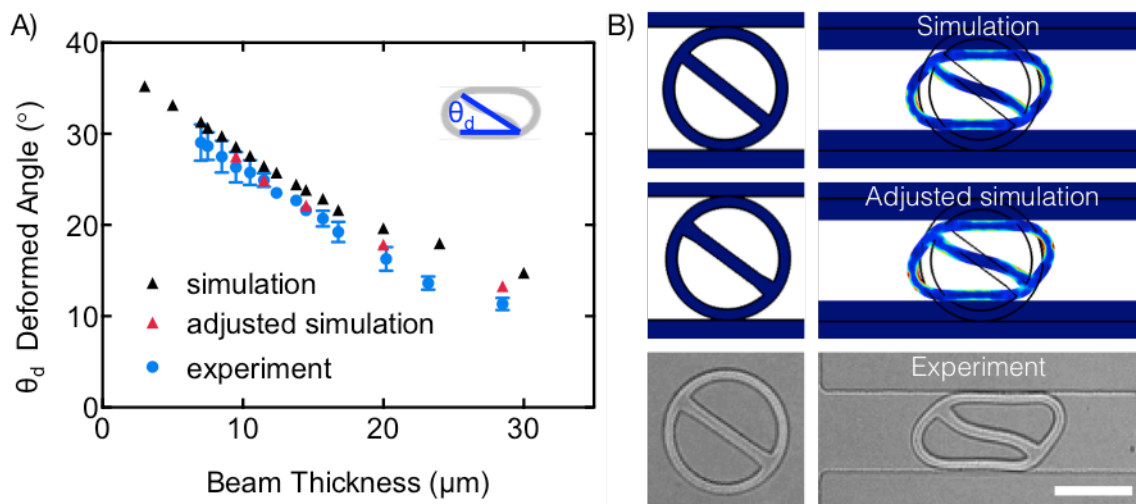 A)
40
30
20
10
0
θd Deformed Angle (°)
θd
simulation
adjusted simulation
experiment
0
10
20
30
Beam Thickness (μm)
B)
Simulation
Adjusted simulation
Experiment